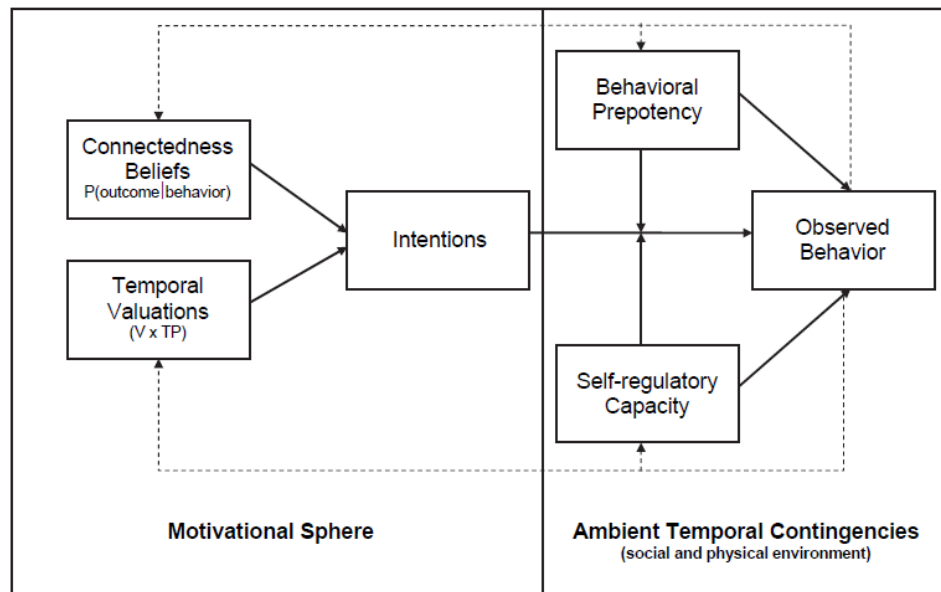 Behavioral
Prepotency
Connectedness
Beliefs
P(outcome|behavior)
Intentions
Observed
Behavior
Temporal
Valuations
(V x TP)
Self-regulatory
Capacity
Motivational Sphere
Ambient Temporal Contingencies
(social and physical environment)